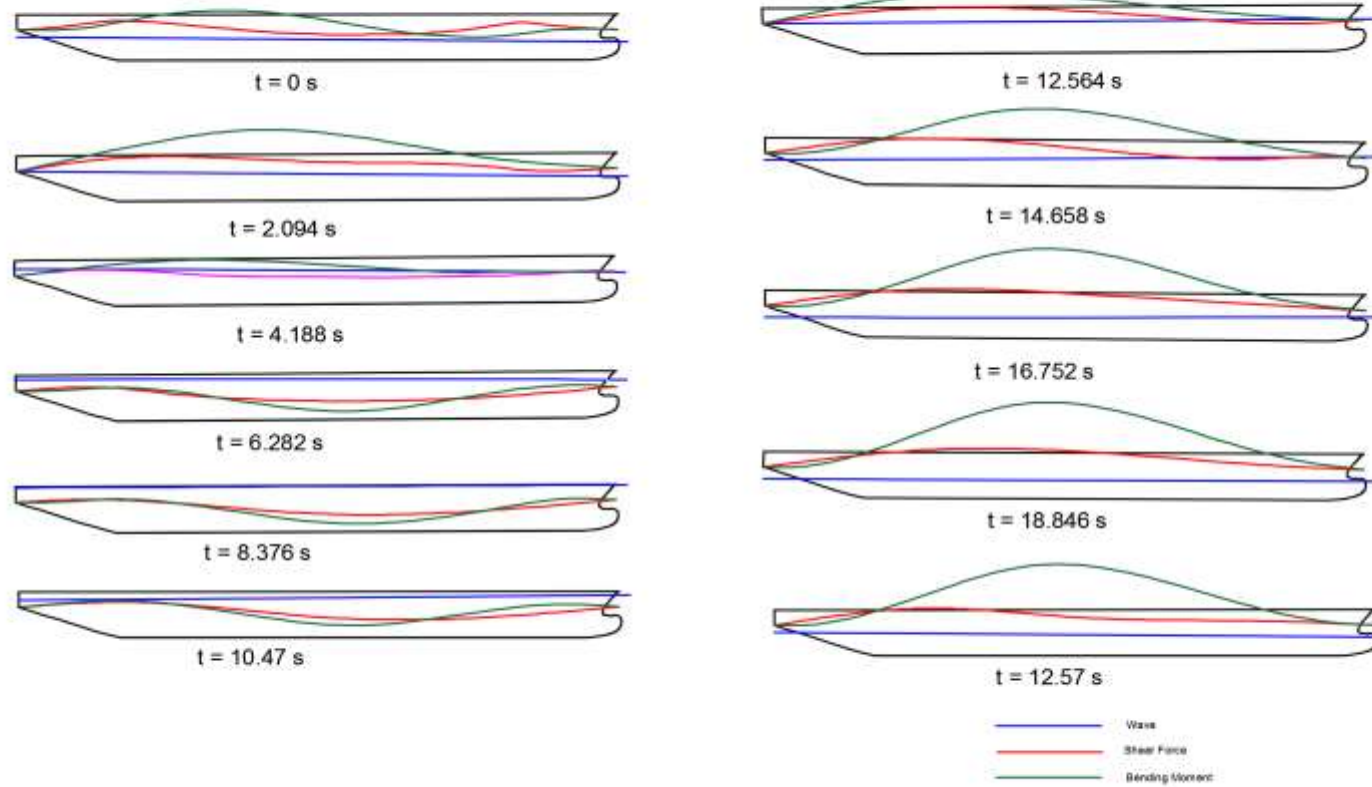 t = 0 s
t = 2.094 s
t = 4.188 s
t = 6.282 s
t = 8.376 s
t = 10.47 s
t = 12.564 s
t = 14.658 s
t = 16.752 s
t = 18.846 s
t = 12.57 s
Wave
Shear Force
Bending Moment